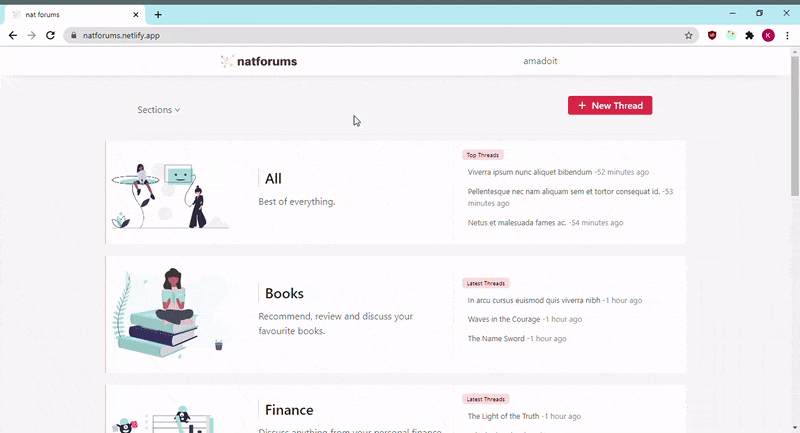 nat forums
natforums.netlify.app
K
natforums
amadoit
Sections
+ New Thread
Top Threads
All
Best of everything.
Viverra ipsum nunc aliquet bibendum -52 minutes ago
Pellentesque nec nam aliquam sem et tortor consequat id. -53
minutes ago
Netus et malesuada fames ac. -54 minutes ago
Latest Threads
Books
Recommend, review and discuss your
favourite books.
In arcu cursus euismod quis viverra nibh -1 hour ago
Waves in the Courage -1 hour ago
The Name Sword -1 hour ago
Latest Threads
Finance
Discuss anything from your personal finance
The Light of the Truth -1 hour ago